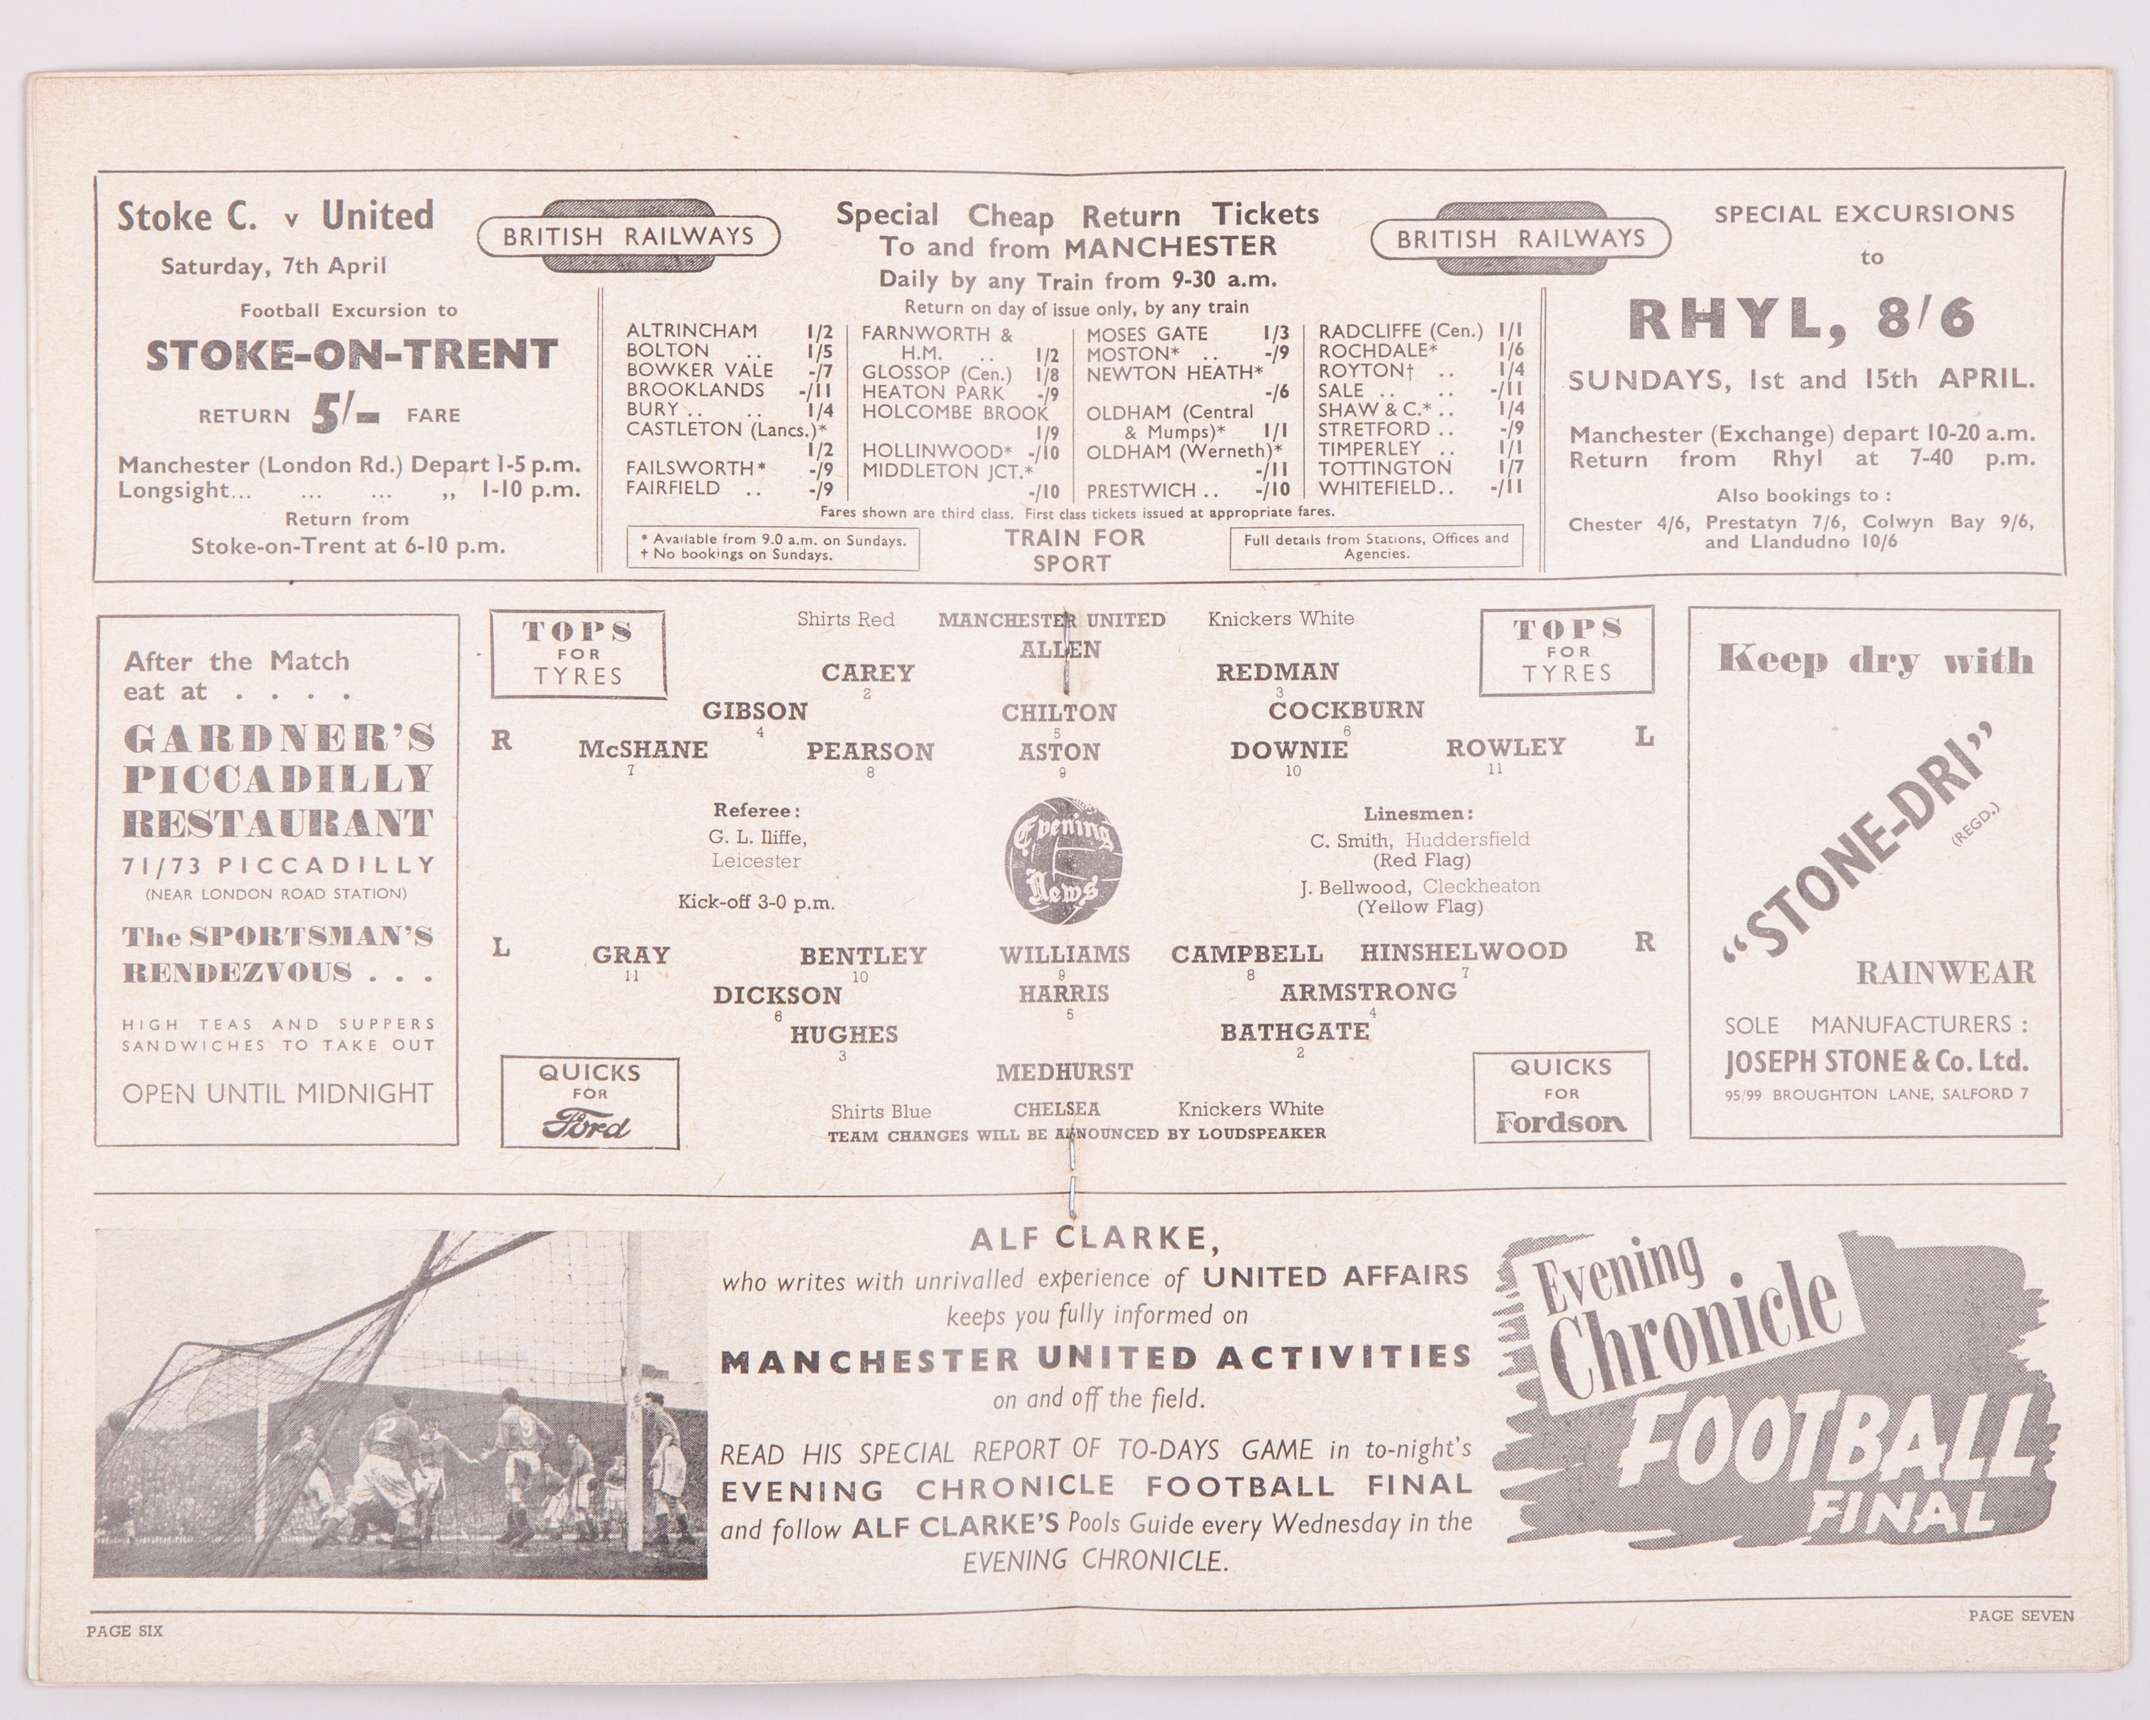 Stoke C. v United
Saturday, 7th April
Football Excursion to
STOKE-ON-TRENT
RETURN 5/- FARE
Manchester (London Rd.) Depart 1-5 p.m.
Longsight... ... ... ,, 1-10 p.m.
Return from
Stoke-on-Trent at 6-10 p.m.
BRITISH RAILWAYS
Special Cheap Return Tickets
To and from MANCHESTER
Daily by any Train from 9-30 a.m.
Return on day of issue only, by any train
BRITISH RAILWAYS
ALTRINCHAM 1/2
BOLTON .. 1/5
BOWKER VALE -/7
BROOKLANDS -/11
BURY .. .. 1/4
CASTLETON (Lancs.)*
1/2
FAILSWORTH* -/9
FAIRFIELD .. -/9
FARNWORTH &
H.M. .. 1/2
GLOSSOP (Cen.) 1/8
HEATON PARK -/9
HOLCOMBE BROOK
1/9
HOLLINWOOD* -/10
MIDDLETON JCT.*
-/10
MOSES GATE 1/3
MOSTON* .. -/9
NEWTON HEATH*
-/6
OLDHAM (Central
& Mumps)* 1/1
OLDHAM (Werneth)*
-/11
PRESTWICH .. -/10
RADCLIFFE (Cen.) 1/1
ROCHDALE* 1/6
ROYTON† .. 1/4
SALE .. .. -/11
SHAW & C.* .. 1/4
STRETFORD .. -/9
TIMPERLEY .. 1/1
TOTTINGTON 1/7
WHITEFIELD.. -/11
Fares shown are third class. First class tickets issued at appropriate fares.
* Available from 9.0 a.m. on Sundays.
† No bookings on Sundays.
TRAIN FOR
SPORT
Full details from Stations, Offices and
Agencies.
SPECIAL EXCURSIONS
to
RHYL, 8/6
SUNDAYS, 1st and 15th APRIL.
Manchester (Exchange) depart 10-20 a.m.
Return from Rhyl at 7-40 p.m.
Also bookings to :
Chester 4/6, Prestatyn 7/6, Colwyn Bay 9/6,
and Llandudno 10/6
After the Match
eat at . . . .
GARDNER'S
PICCADILLY
RESTAURANT
71/73 PICCADILLY
(NEAR LONDON ROAD STATION)
The SPORTSMAN'S
RENDEZVOUS . . .
HIGH TEAS AND SUPPERS
SANDWICHES TO TAKE OUT
OPEN UNTIL MIDNIGHT
TOPS
FOR
TYRES
Shirts Red MANCHESTER UNITED Knickers White
ALLEN
CAREY REDMAN
2 3
GIBSON CHILTON COCKBURN
4 5 6
R McSHANE PEARSON ASTON DOWNIE ROWLEY L
7 8 9 10 11
TOPS
FOR
TYRES
Referee:
G. L. Iliffe,
Leicester
Kick-off 3-0 p.m.
Evening
News
Linesmen:
C. Smith, Huddersfield
(Red Flag)
J. Bellwood, Cleckheaton
(Yellow Flag)
L GRAY BENTLEY WILLIAMS CAMPBELL HINSHELWOOD R
11 10 9 8 7
DICKSON HARRIS ARMSTRONG
6 5 4
HUGHES BATHGATE
3 2
MEDHURST
Shirts Blue CHELSEA Knickers White
TEAM CHANGES WILL BE ANNOUNCED BY LOUDSPEAKER
QUICKS
FOR
Ford
QUICKS
FOR
Fordson
Keep dry with
"STONE-DRI"
(REGD.)
RAINWEAR
SOLE MANUFACTURERS :
JOSEPH STONE & Co. Ltd.
95/99 BROUGHTON LANE, SALFORD 7
2
9
ALF CLARKE,
who writes with unrivalled experience of UNITED AFFAIRS
keeps you fully informed on
MANCHESTER UNITED ACTIVITIES
on and off the field.
READ HIS SPECIAL REPORT OF TO-DAYS GAME in to-night's
EVENING CHRONICLE FOOTBALL FINAL
and follow ALF CLARKE'S Pools Guide every Wednesday in the
EVENING CHRONICLE.
Evening
Chronicle
FOOTBALL
FINAL
PAGE SIX
PAGE SEVEN